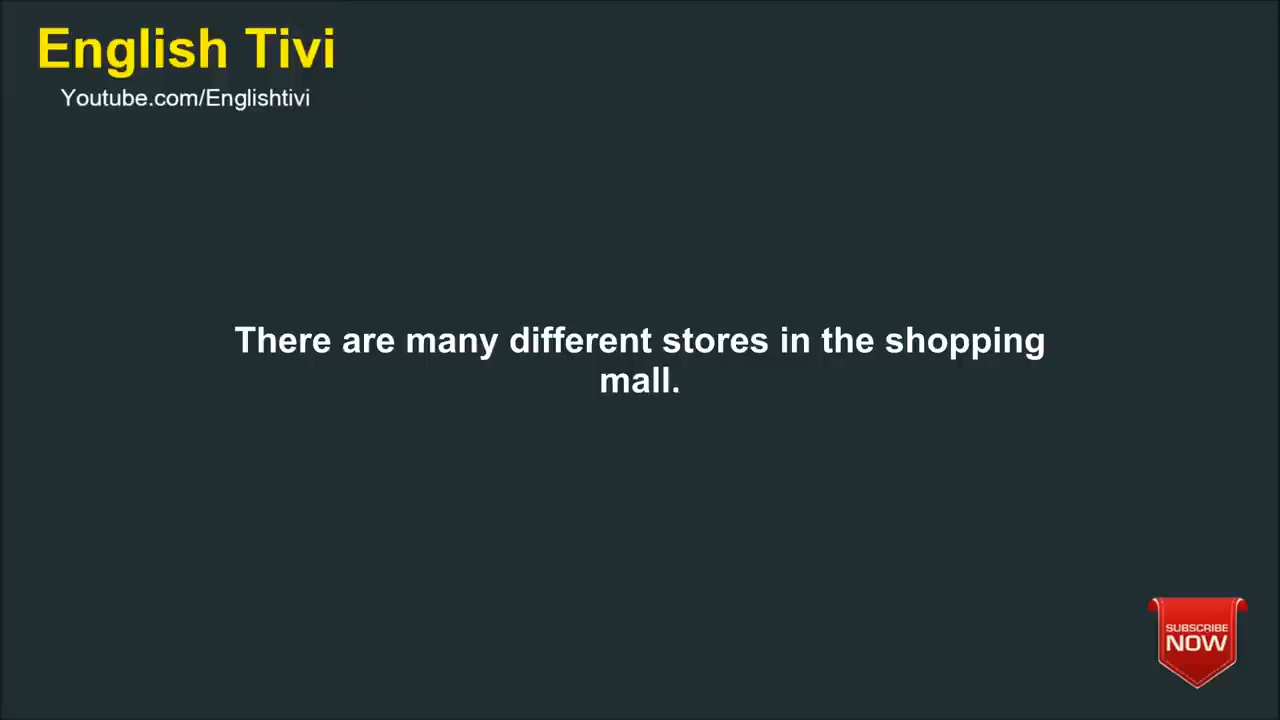 English Tivi
Youtube.com/Englishtivi
There are many different stores in the shopping
mall.
SUBSCRIBE
NOW